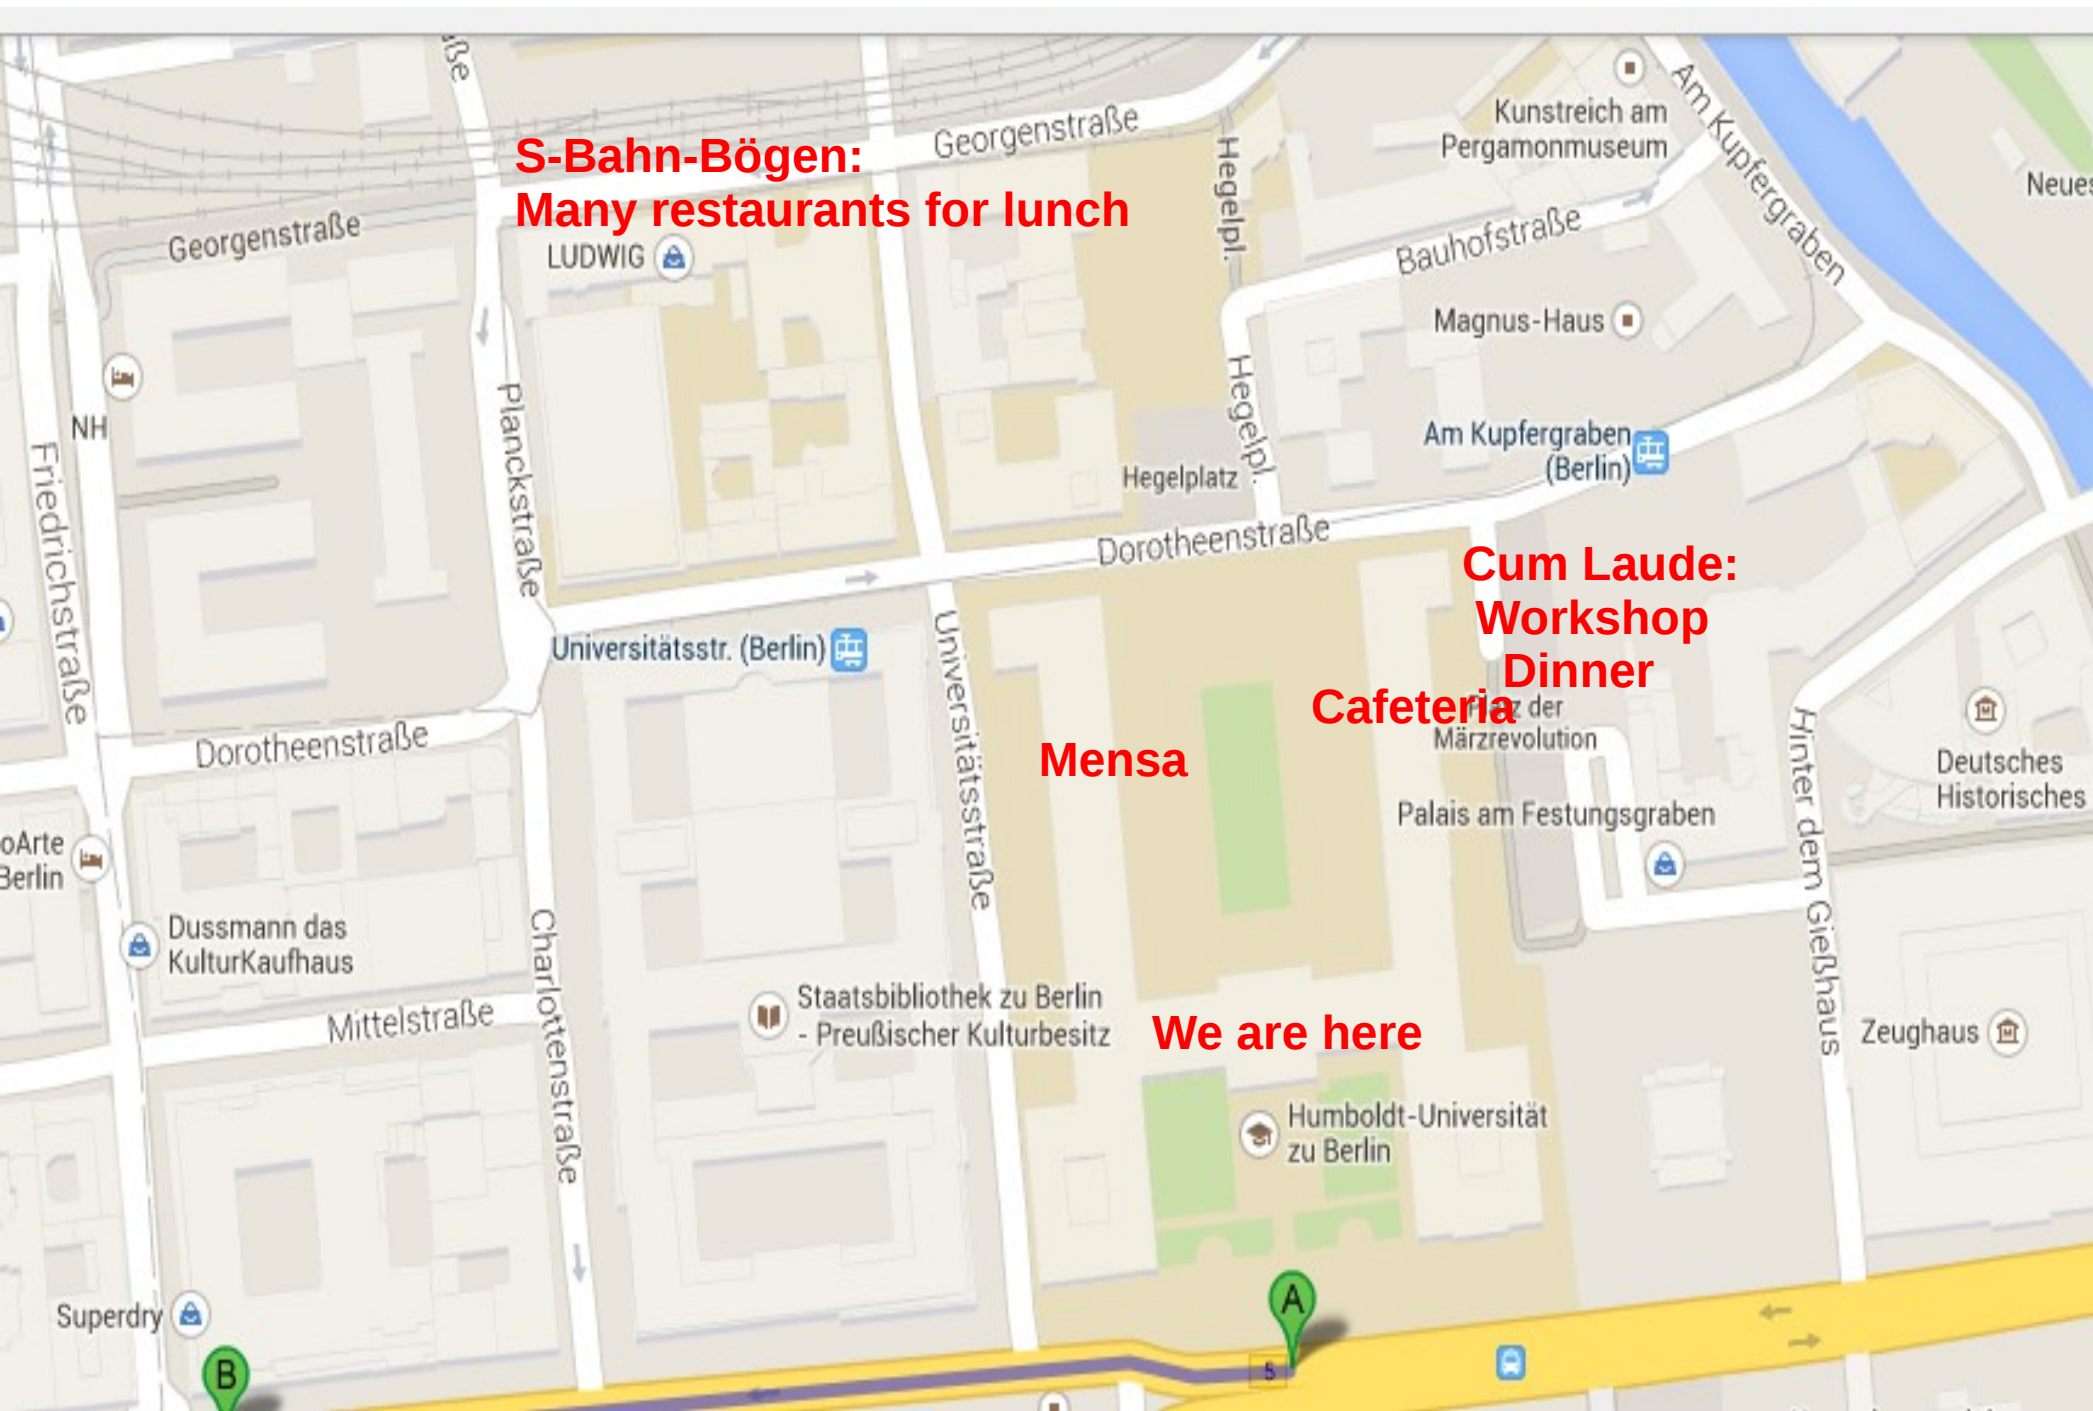 ße
Am Kupfergraben
Kunstreich am
Pergamonmuseum
Neues
Georgenstraße
Hegelpl.
S-Bahn-Bögen:
Many restaurants for lunch
Georgenstraße
LUDWIG
Bauhofstraße
Magnus-Haus
NH
Friedrichstraße
Planckstraße
Hegelpl.
Hegelplatz
Am Kupfergraben
(Berlin)
Dorotheenstraße
Cum Laude:
Workshop
Dinner
Universitätsstr. (Berlin)
Universitätsstraße
Cafeteria
Platz der
Märzrevolution
Dorotheenstraße
Mensa
Hinter dem Gießhaus
Deutsches
Historisches
Palais am Festungsgraben
oArte
Berlin
Dussmann das
KulturKaufhaus
Charlottenstraße
Mittelstraße
Staatsbibliothek zu Berlin
- Preußischer Kulturbesitz
We are here
Zeughaus
Humboldt-Universität
zu Berlin
A
Superdry
B
5